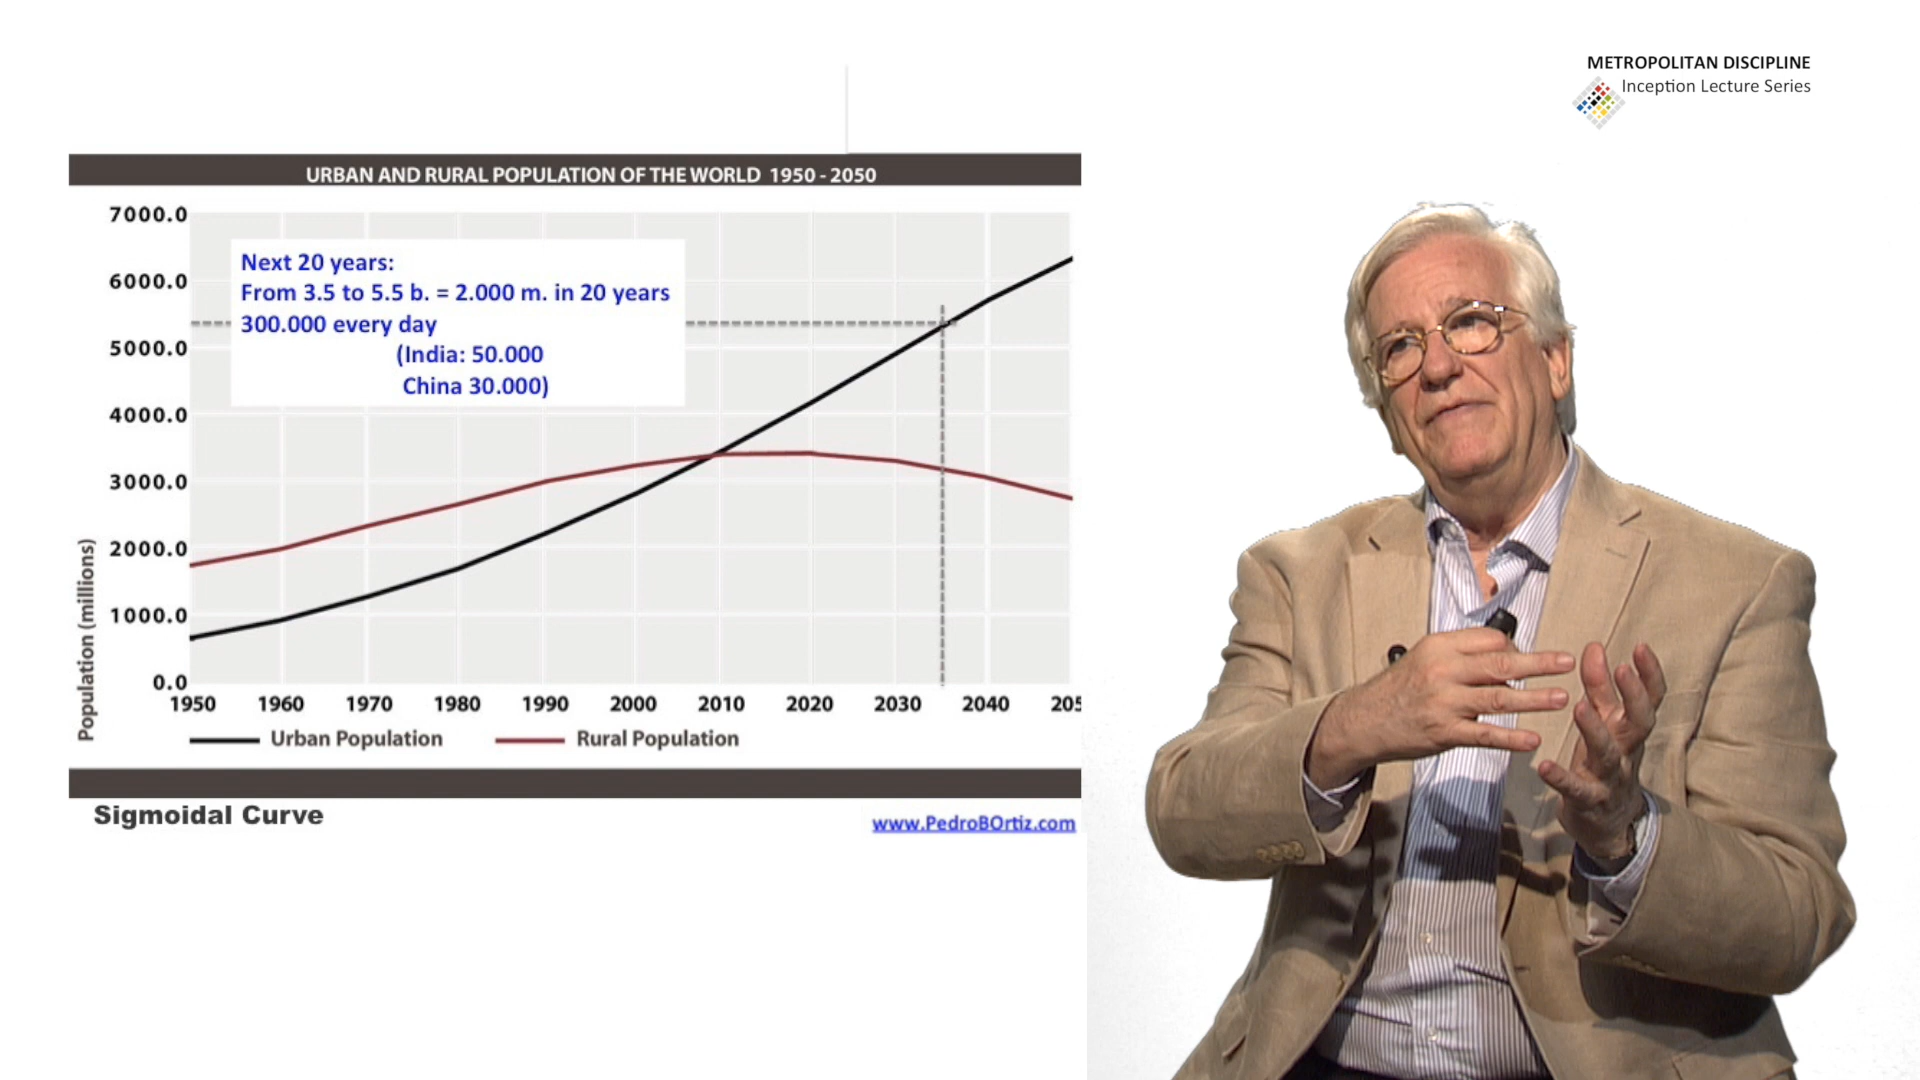 METROPOLITAN DISCIPLINE
Inception Lecture Series
URBAN AND RURAL POPULATION OF THE WORLD 1950 - 2050
7000.0
6000.0
5000.0
4000.0
3000.0
2000.0
1000.0
0.0
Population (millions)
Next 20 years:
From 3.5 to 5.5 b. = 2.000 m. in 20 years
300.000 every day
(India: 50.000
China 30.000)
1950 1960 1970 1980 1990 2000 2010 2020 2030 2040 205
Urban Population Rural Population
Sigmoidal Curve
www.PedroBOrtiz.com